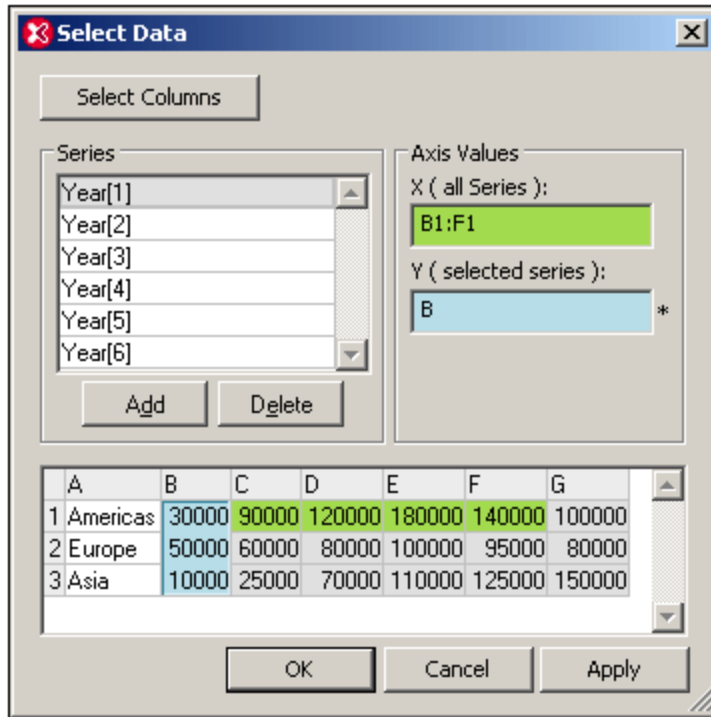 Select Data
Select Columns
Series
Year[1]
Year[2]
Year[3]
Year[4]
Year[5]
Year[6]
Add Delete
Axis Values
X ( all Series ):
B1:F1
Y ( selected series ):
B *
A B C D E F G
1 Americas 30000 90000 120000 180000 140000 100000
2 Europe 50000 60000 80000 100000 95000 80000
3 Asia 10000 25000 70000 110000 125000 150000
OK Cancel Apply